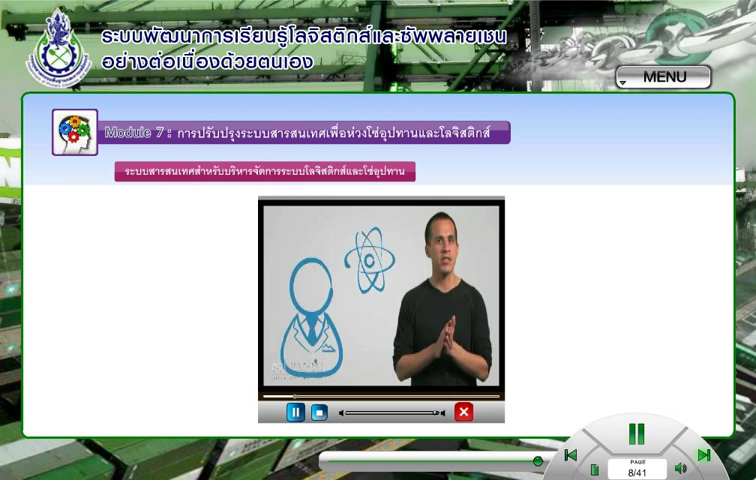 ระบบพัฒนาการเรียนรู้โลจิสติกส์และซัพพลายเชน
อย่างต่อเนื่องด้วยตนเอง
MENU
Module 7 : การปรับปรุงระบบสารสนเทศเพื่อห่วงโซ่อุปทานและโลจิสติกส์
ระบบสารสนเทศสำหรับบริหารจัดการระบบโลจิสติกส์และโซ่อุปทาน
PAGE
8/41